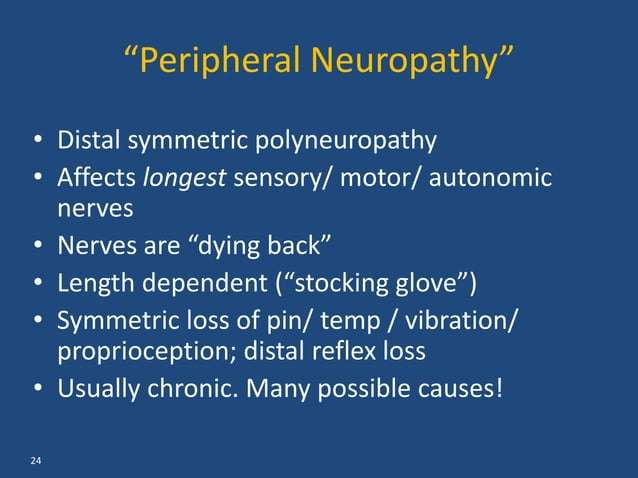 “Peripheral Neuropathy”
• Distal symmetric polyneuropathy
• Affects longest sensory/ motor/ autonomic
nerves
• Nerves are “dying back”
• Length dependent (“stocking glove”)
• Symmetric loss of pin/ temp / vibration/
proprioception; distal reflex loss
• Usually chronic. Many possible causes!
24